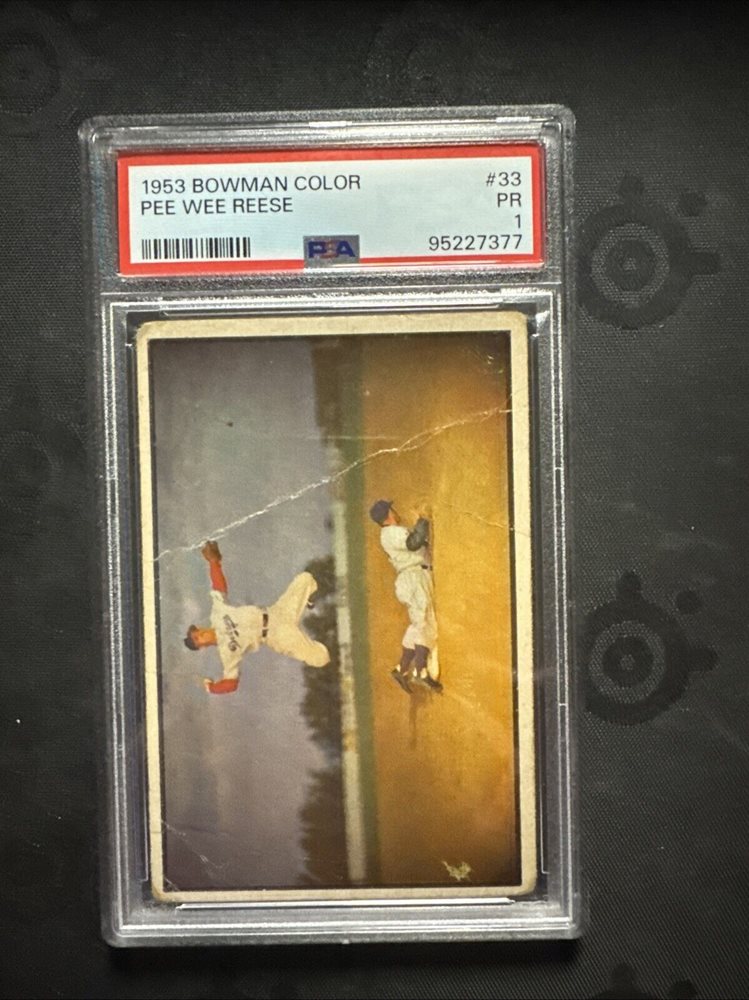 1953 BOWMAN COLOR #33
PEE WEE REESE PR
1
PSA 95227377